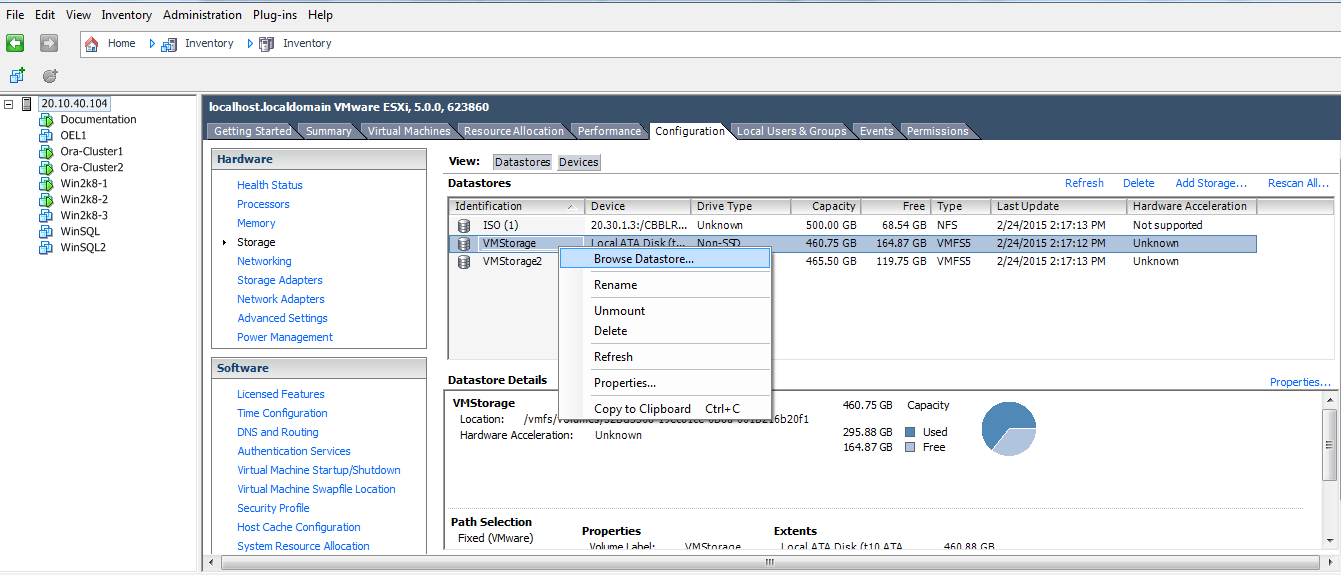 File Edit View Inventory Administration Plug-ins Help
Home Inventory Inventory
20.10.40.104
Documentation
OEL1
Ora-Cluster1
Ora-Cluster2
Win2k8-1
Win2k8-2
Win2k8-3
WinSQL
WinSQL2
localhost.localdomain VMware ESXi, 5.0.0, 623860
Getting Started Summary Virtual Machines Resource Allocation Performance Configuration Local Users & Groups Events Permissions
Hardware
Health Status
Processors
Memory
Storage
Networking
Storage Adapters
Network Adapters
Advanced Settings
Power Management
Software
Licensed Features
Time Configuration
DNS and Routing
Authentication Services
Virtual Machine Startup/Shutdown
Virtual Machine Swapfile Location
Security Profile
Host Cache Configuration
System Resource Allocation
View: Datastores Devices
Datastores Refresh Delete Add Storage... Rescan All...
Identification Device Drive Type Capacity Free Type Last Update Hardware Acceleration
ISO (1) 20.30.1.3:/CBBLR... Unknown 500.00 GB 68.54 GB NFS 2/24/2015 2:17:13 PM Not supported
VMStorage Local ATA Disk (t... Non-SSD 460.75 GB 164.87 GB VMFS5 2/24/2015 2:17:12 PM Unknown
VMStorage2 465.50 GB 119.75 GB VMFS5 2/24/2015 2:17:13 PM Unknown
Browse Datastore...
Rename
Unmount
Delete
Refresh
Properties...
Copy to Clipboard Ctrl+C
Datastore Details Properties...
VMStorage 460.75 GB Capacity
Location:
Hardware Acceleration: Unknown
295.88 GB Used
164.87 GB Free
Path Selection
Fixed (VMware)
Properties
Volume Label: VMStorage
Extents
Local ATA Disk (t10.ATA 460.88 GB